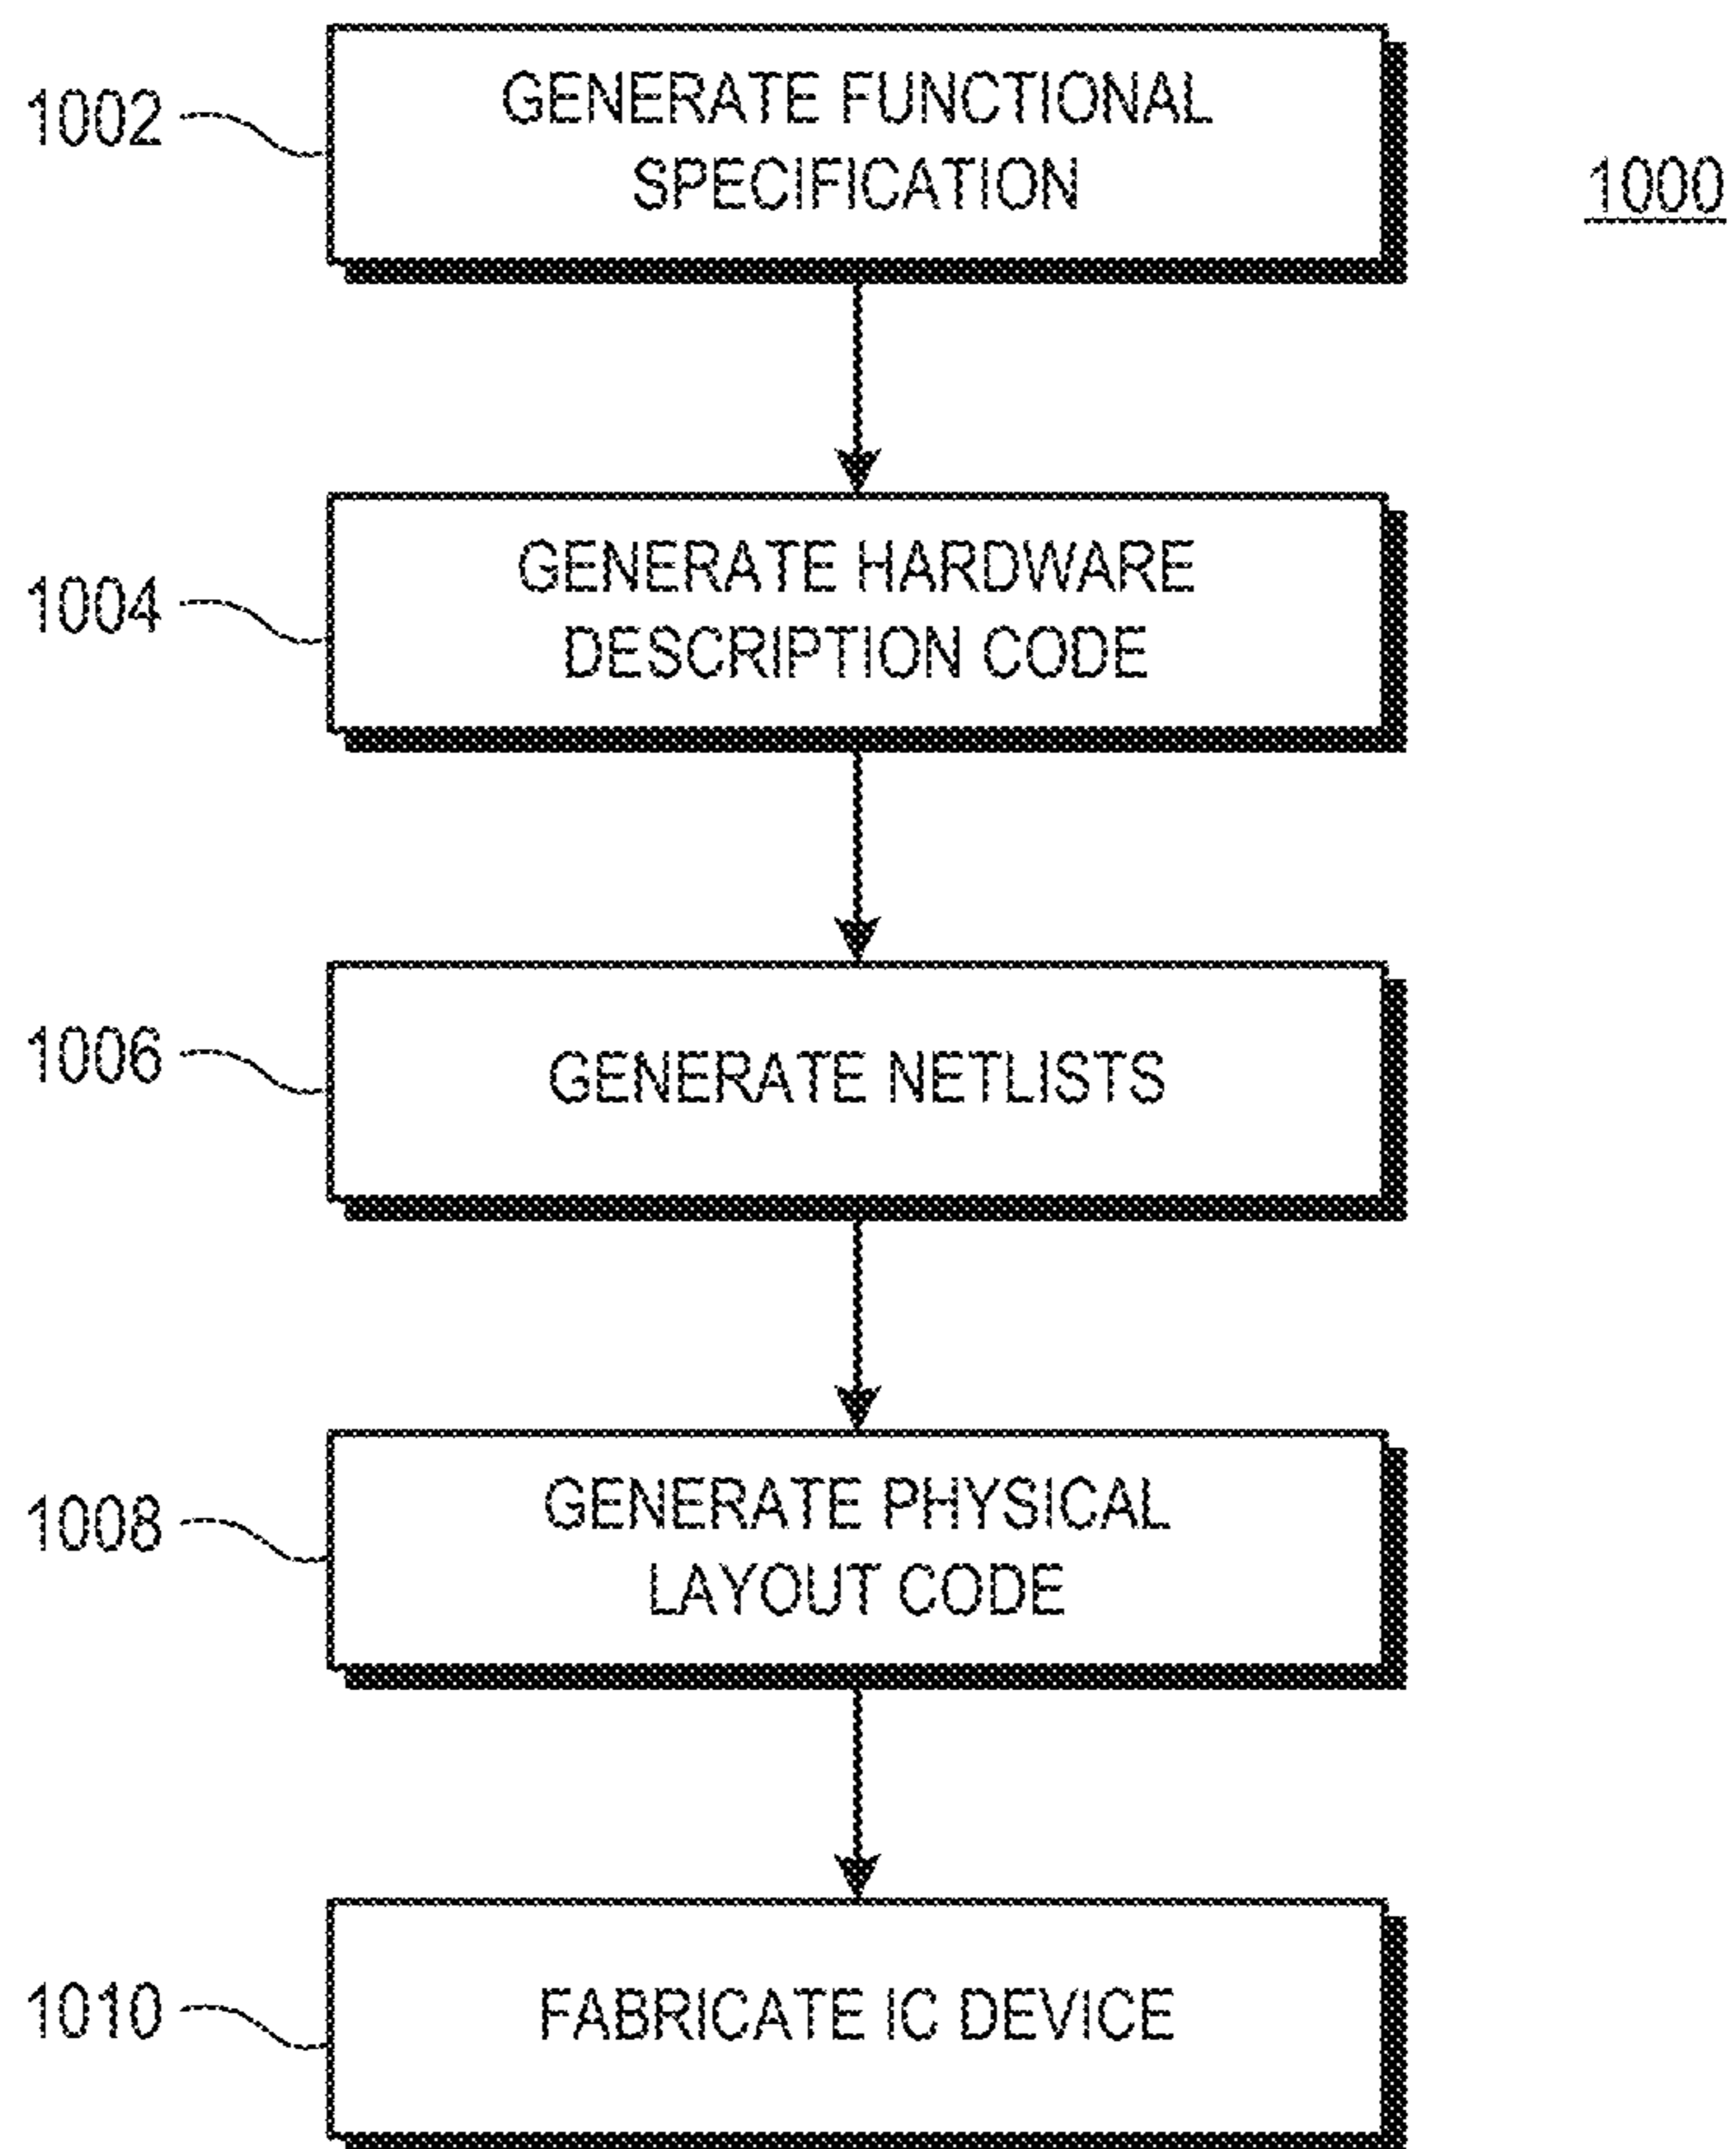 1002
GENERATE FUNCTIONAL
SPECIFICATION
1000
1004
GENERATE HARDWARE
DESCRIPTION CODE
1006
GENERATE NETLISTS
1008
GENERATE PHYSICAL
LAYOUT CODE
1010
FABRICATE IC DEVICE